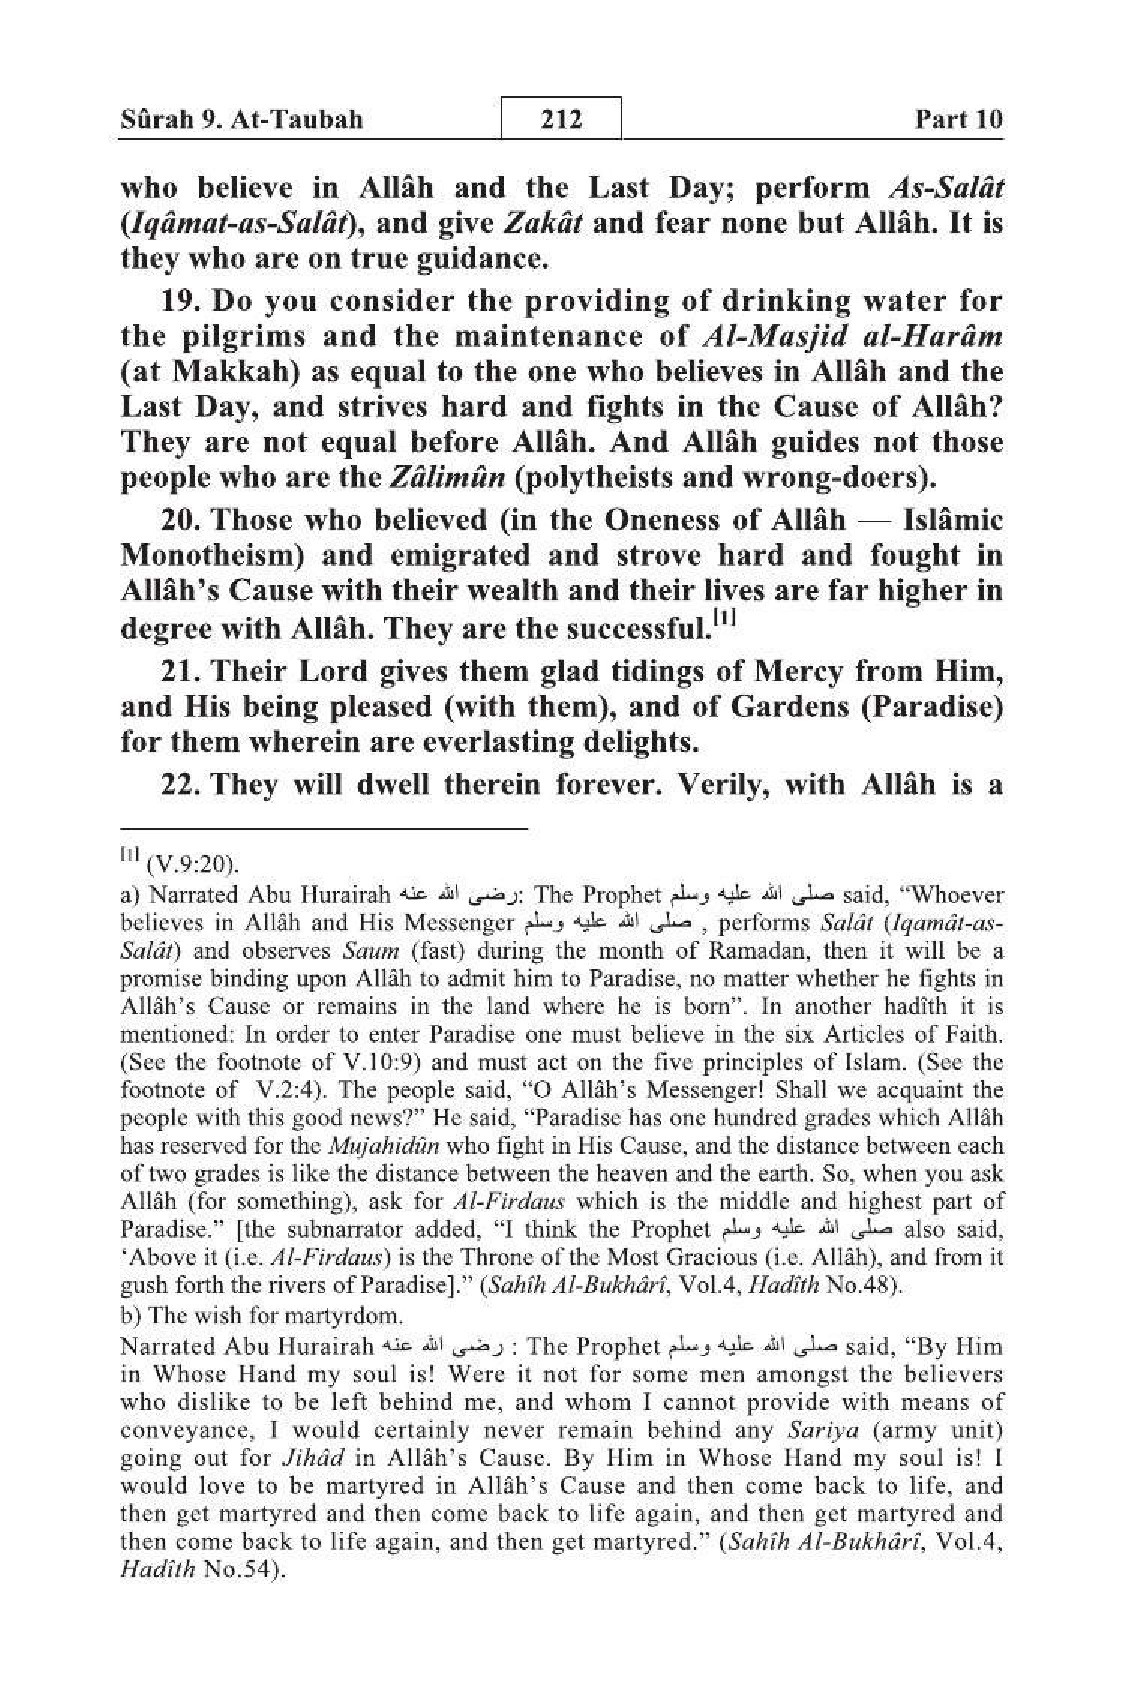 Sûrah 9. At-Taubah 212 Part 10
who believe in Allâh and the Last Day; perform As-Salât
(Iqâmat-as-Salât), and give Zakât and fear none but Allâh. It is
they who are on true guidance.
19. Do you consider the providing of drinking water for
the pilgrims and the maintenance of Al-Masjid al-Harâm
(at Makkah) as equal to the one who believes in Allâh and the
Last Day, and strives hard and fights in the Cause of Allâh?
They are not equal before Allâh. And Allâh guides not those
people who are the Zâlimûn (polytheists and wrong-doers).
20. Those who believed (in the Oneness of Allâh — Islâmic
Monotheism) and emigrated and strove hard and fought in
Allâh’s Cause with their wealth and their lives are far higher in
degree with Allâh. They are the successful.[1]
21. Their Lord gives them glad tidings of Mercy from Him,
and His being pleased (with them), and of Gardens (Paradise)
for them wherein are everlasting delights.
22. They will dwell therein forever. Verily, with Allâh is a
[1] (V.9:20).
a) Narrated Abu Hurairah رضى الله عنه: The Prophet صلى الله عليه وسلم said, “Whoever
believes in Allâh and His Messenger صلى الله عليه وسلم , performs Salât (Iqamât-as-
Salât) and observes Saum (fast) during the month of Ramadan, then it will be a
promise binding upon Allâh to admit him to Paradise, no matter whether he fights in
Allâh’s Cause or remains in the land where he is born”. In another hadîth it is
mentioned: In order to enter Paradise one must believe in the six Articles of Faith.
(See the footnote of V.10:9) and must act on the five principles of Islam. (See the
footnote of V.2:4). The people said, “O Allâh’s Messenger! Shall we acquaint the
people with this good news?” He said, “Paradise has one hundred grades which Allâh
has reserved for the Mujahidûn who fight in His Cause, and the distance between each
of two grades is like the distance between the heaven and the earth. So, when you ask
Allâh (for something), ask for Al-Firdaus which is the middle and highest part of
Paradise.” [the subnarrator added, “I think the Prophet صلى الله عليه وسلم also said,
‘Above it (i.e. Al-Firdaus) is the Throne of the Most Gracious (i.e. Allâh), and from it
gush forth the rivers of Paradise].” (Sahîh Al-Bukhârî, Vol.4, Hadîth No.48).
b) The wish for martyrdom.
Narrated Abu Hurairah رضى الله عنه : The Prophet صلى الله عليه وسلم said, “By Him
in Whose Hand my soul is! Were it not for some men amongst the believers
who dislike to be left behind me, and whom I cannot provide with means of
conveyance, I would certainly never remain behind any Sariya (army unit)
going out for Jihâd in Allâh’s Cause. By Him in Whose Hand my soul is! I
would love to be martyred in Allâh’s Cause and then come back to life, and
then get martyred and then come back to life again, and then get martyred and
then come back to life again, and then get martyred.” (Sahîh Al-Bukhârî, Vol.4,
Hadîth No.54).